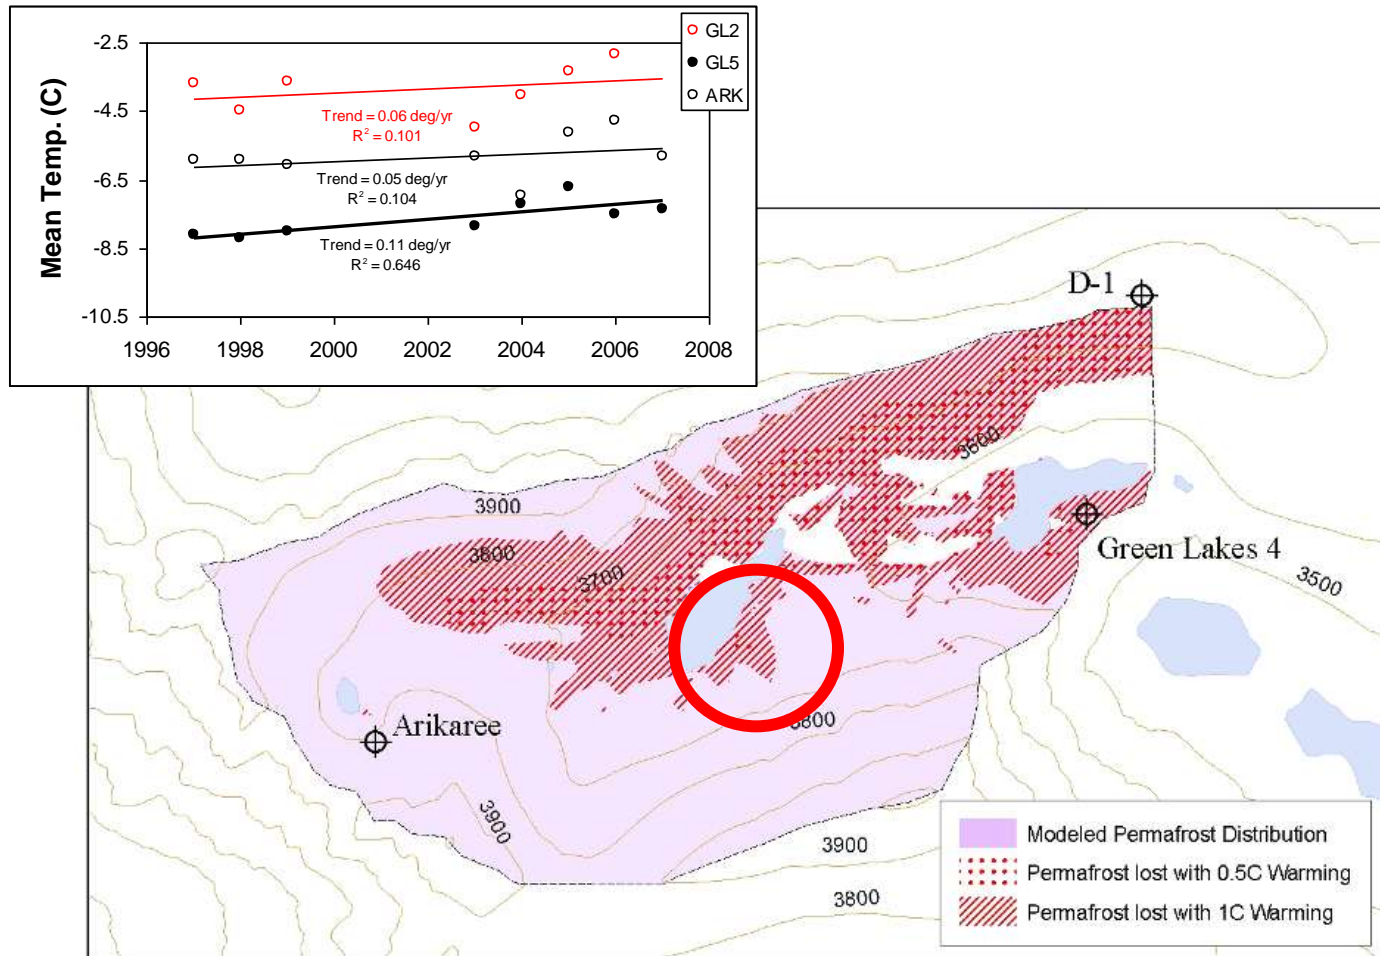 GL2
GL5
ARK
Mean Temp. (C)
-2.5
-4.5
-6.5
-8.5
-10.5
Trend = 0.06 deg/yr
R² = 0.101
Trend = 0.05 deg/yr
R² = 0.104
Trend = 0.11 deg/yr
R² = 0.646
1996 1998 2000 2002 2004 2006 2008
D-1
3600
3900
3800
3700
Green Lakes 4
3500
Arikaree
3800
3900
3900
3800
Modeled Permafrost Distribution
Permafrost lost with 0.5C Warming
Permafrost lost with 1C Warming